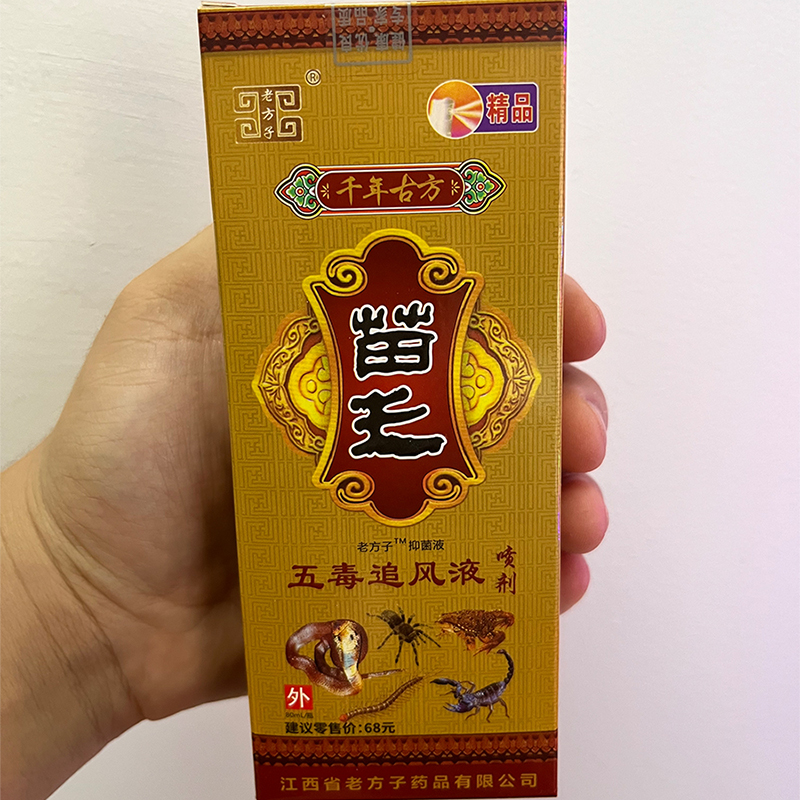 老方子®
精品
千年古方
苗
老方子™抑菌液
五毒追风液
喷剂
外
建议零售价:68元
江西省老方子药品有限公司